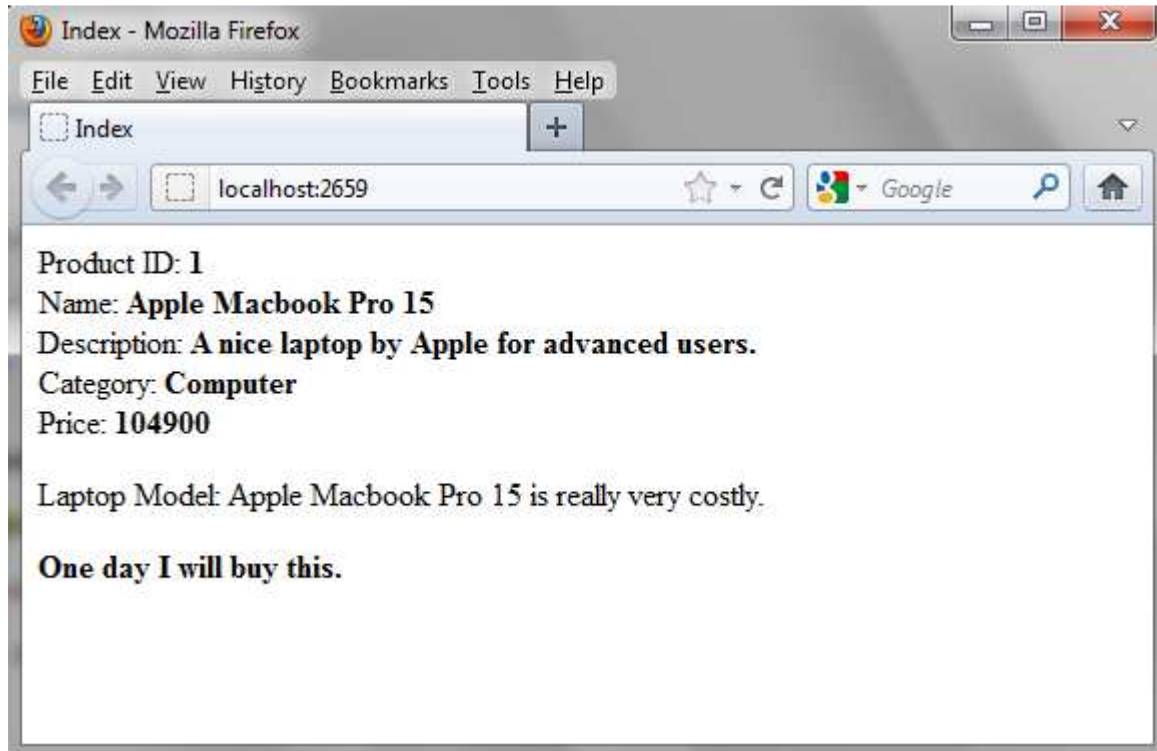 Index - Mozilla Firefox
File Edit View History Bookmarks Tools Help
Index
localhost:2659
Google
Product ID: 1
Name: Apple Macbook Pro 15
Description: A nice laptop by Apple for advanced users.
Category: Computer
Price: 104900
Laptop Model: Apple Macbook Pro 15 is really very costly.
One day I will buy this.